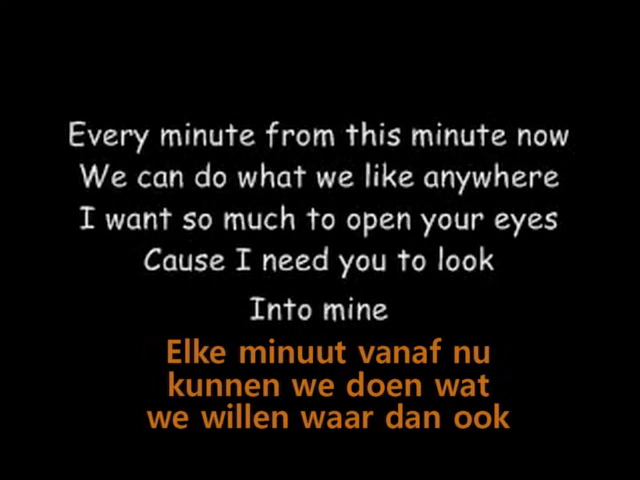 Every minute from this minute now
We can do what we like anywhere
I want so much to open your eyes
Cause I need you to look
Into mine
Elke minuut vanaf nu
kunnen we doen wat
we willen waar dan ook